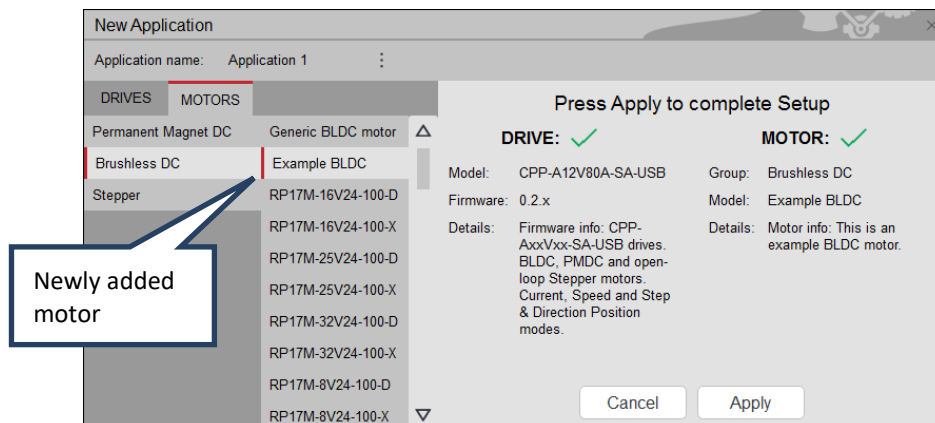 New Application
Application name: Application 1
DRIVES MOTORS
Permanent Magnet DC
Brushless DC
Stepper
Generic BLDC motor
Example BLDC
RP17M-16V24-100-D
RP17M-16V24-100-X
RP17M-25V24-100-D
RP17M-25V24-100-X
RP17M-32V24-100-D
RP17M-32V24-100-X
RP17M-8V24-100-D
RP17M-8V24-100-X
Newly added
motor
Press Apply to complete Setup
DRIVE:
Model: CPP-A12V80A-SA-USB
Firmware: 0.2.x
Details: Firmware info: CPP-
AxxVxx-SA-USB drives.
BLDC, PMDC and open-
loop Stepper motors.
Current, Speed and Step
& Direction Position
modes.
MOTOR:
Group: Brushless DC
Model: Example BLDC
Details: Motor info: This is an
example BLDC motor.
Cancel Apply